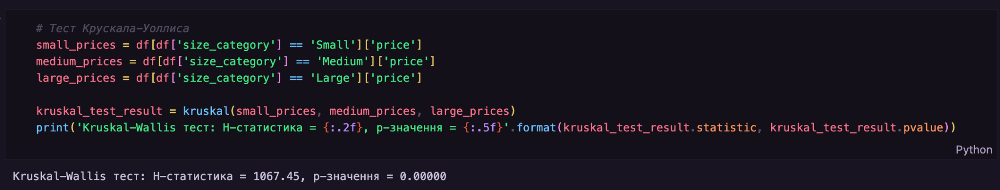 # Тест Крускала-Уоллиса
small_prices = df[df['size_category'] == 'Small']['price']
medium_prices = df[df['size_category'] == 'Medium']['price']
large_prices = df[df['size_category'] == 'Large']['price']
kruskal_test_result = kruskal(small_prices, medium_prices, large_prices)
print('Kruskal-Wallis тест: H-статистика = {:.2f}, p-значення = {:.5f}'.format(kruskal_test_result.statistic, kruskal_test_result.pvalue))
Python
Kruskal-Wallis тест: H-статистика = 1067.45, p-значення = 0.00000